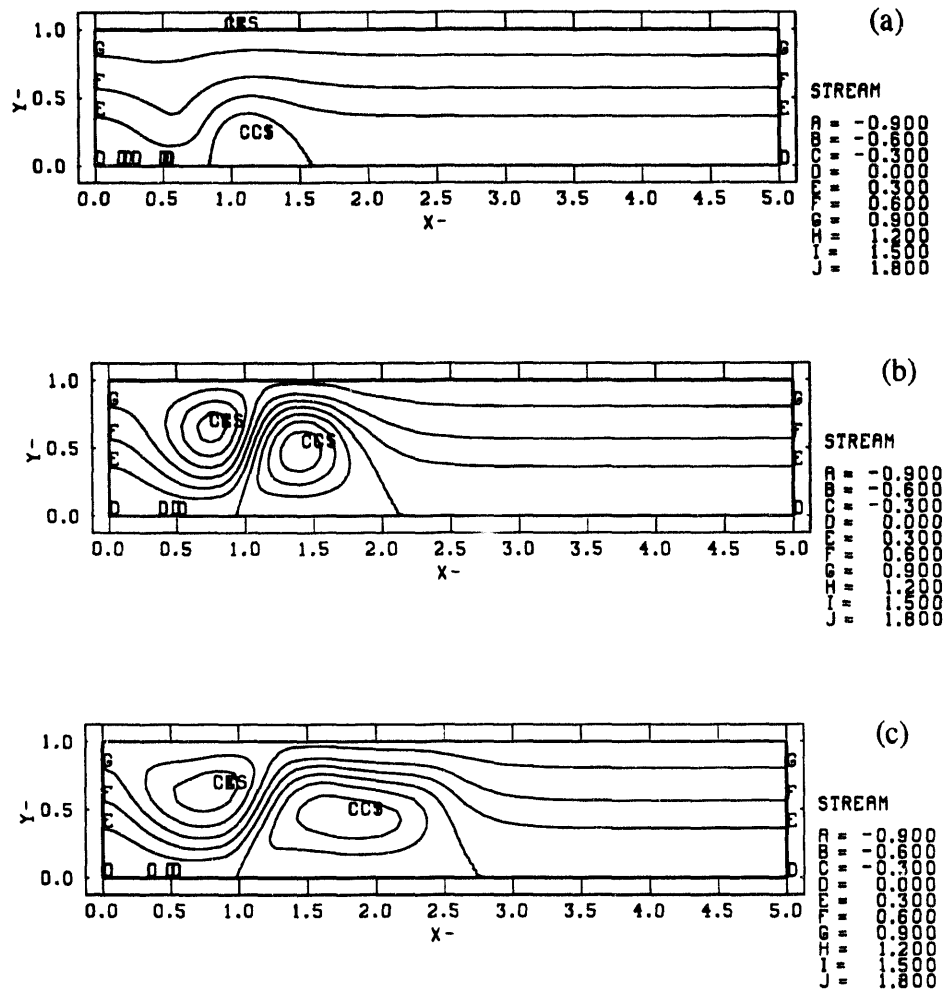 (a)
1.0
G
F
0.5
E
Y-
CCS
D
0.0
G
F
E
D
0.0 0.5 1.0 1.5 2.0 2.5 3.0 3.5 4.0 4.5 5.0
X-
STREAM
A = -0.900
B = -0.600
C = -0.300
D = 0.000
E = 0.300
F = 0.600
G = 0.900
H = 1.200
I = 1.500
J = 1.800
(b)
1.0
G
F
0.5
E
Y-
CCS
D D
0.0
G
F
E
D
0.0 0.5 1.0 1.5 2.0 2.5 3.0 3.5 4.0 4.5 5.0
X-
STREAM
A = -0.900
B = -0.600
C = -0.300
D = 0.000
E = 0.300
F = 0.600
G = 0.900
H = 1.200
I = 1.500
J = 1.800
(c)
1.0
G
F
0.5
E
Y-
CCS
D D
0.0
G
F
E
D
0.0 0.5 1.0 1.5 2.0 2.5 3.0 3.5 4.0 4.5 5.0
X-
STREAM
A = -0.900
B = -0.600
C = -0.300
D = 0.000
E = 0.300
F = 0.600
G = 0.900
H = 1.200
I = 1.500
J = 1.800